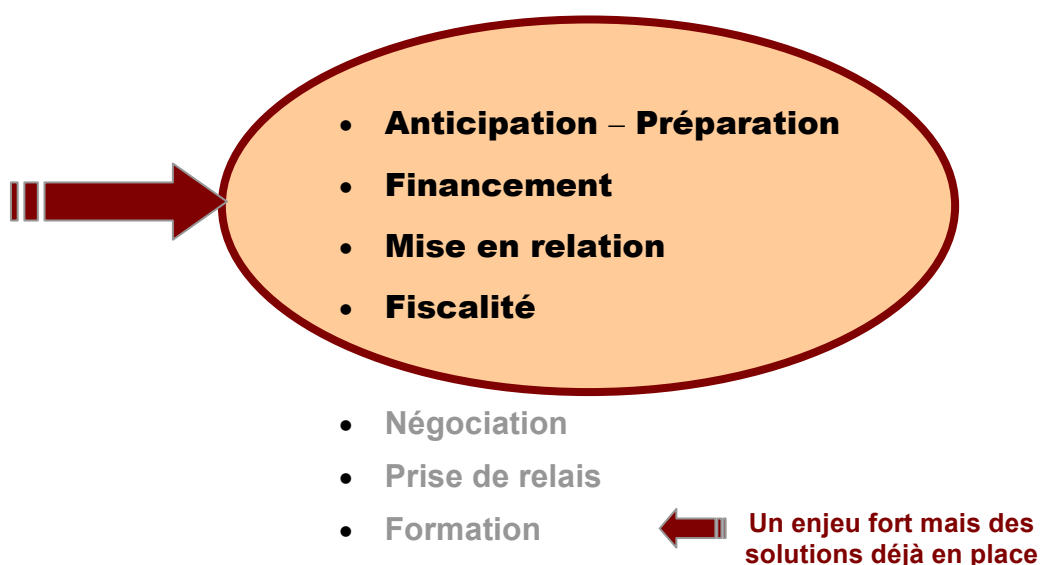 • Anticipation – Préparation
• Financement
• Mise en relation
• Fiscalité
• Négociation
• Prise de relais
• Formation
Un enjeu fort mais des
solutions déjà en place